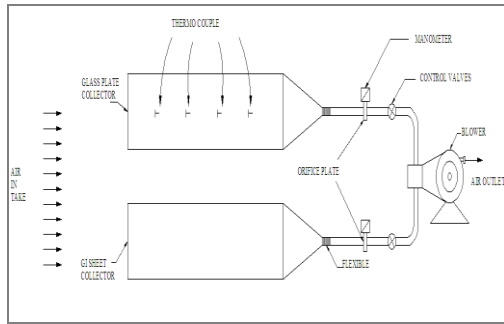 THERMO COUPLE
MANOMETER
GLASS PLATE
COLLECTOR
CONTROL VALVES
BLOWER
AIR
IN
TAKE
ORIFICE PLATE
AIR OUTLET
GI SHEET
COLLECTOR
FLEXIBLE